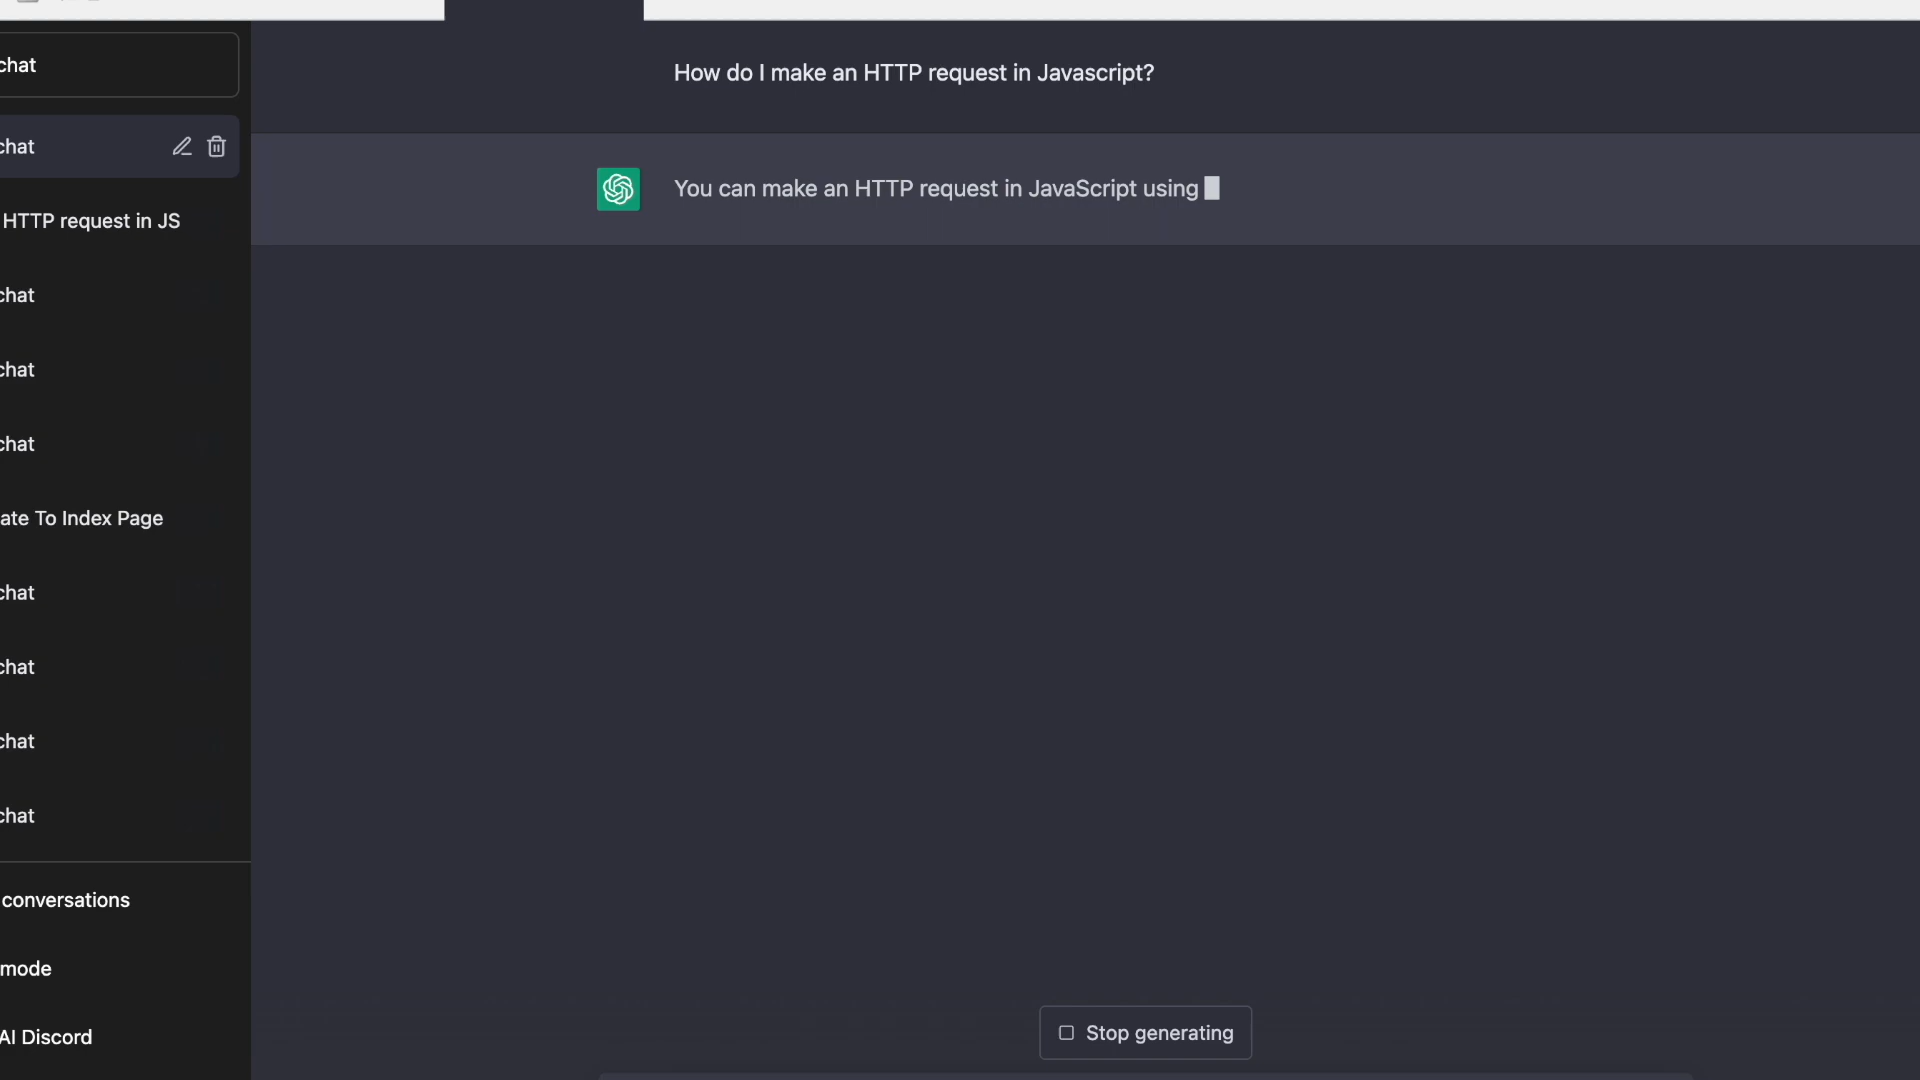 chat
chat
HTTP request in JS
chat
chat
chat
ate To Index Page
chat
chat
chat
chat
conversations
mode
AI Discord
How do I make an HTTP request in Javascript?
You can make an HTTP request in JavaScript using
Stop generating